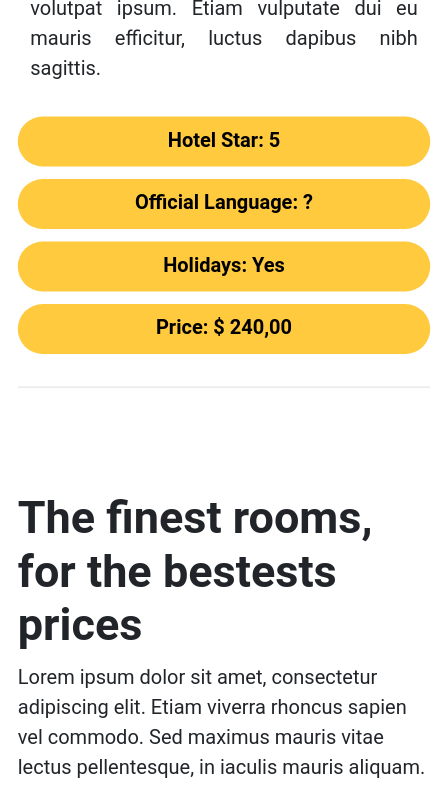 volutpat ipsum. Etiam vulputate dui eu
mauris efficitur, luctus dapibus nibh
sagittis.
Hotel Star: 5
Official Language: ?
Holidays: Yes
Price: $ 240,00
The finest rooms,
for the bestests
prices
Lorem ipsum dolor sit amet, consectetur
adipiscing elit. Etiam viverra rhoncus sapien
vel commodo. Sed maximus mauris vitae
lectus pellentesque, in iaculis mauris aliquam.